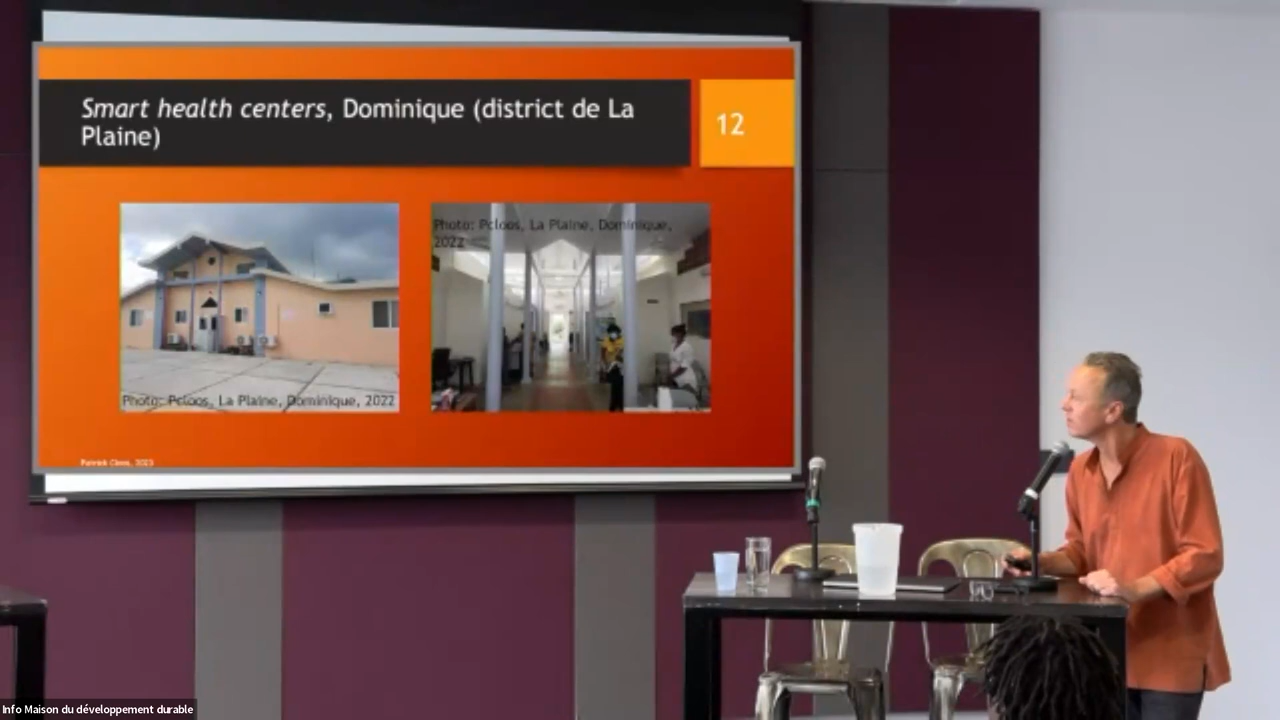 Smart health centers, Dominique (district de La
Plaine)
12
Photo: Pcloos, La Plaine, Dominique,
2022
Photo: Pcloos, La Plaine, Dominique, 2022
Patrick Cloos, 2023
Info Maison du développement durable